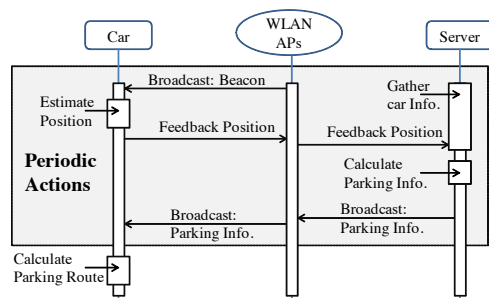 Car
WLAN
APs
Server
Broadcast: Beacon
Gather
car Info.
Estimate
Position
Feedback Position
Feedback Position
Periodic
Actions
Calculate
Parking Info.
Broadcast:
Parking Info.
Broadcast:
Parking Info.
Calculate
Parking Route